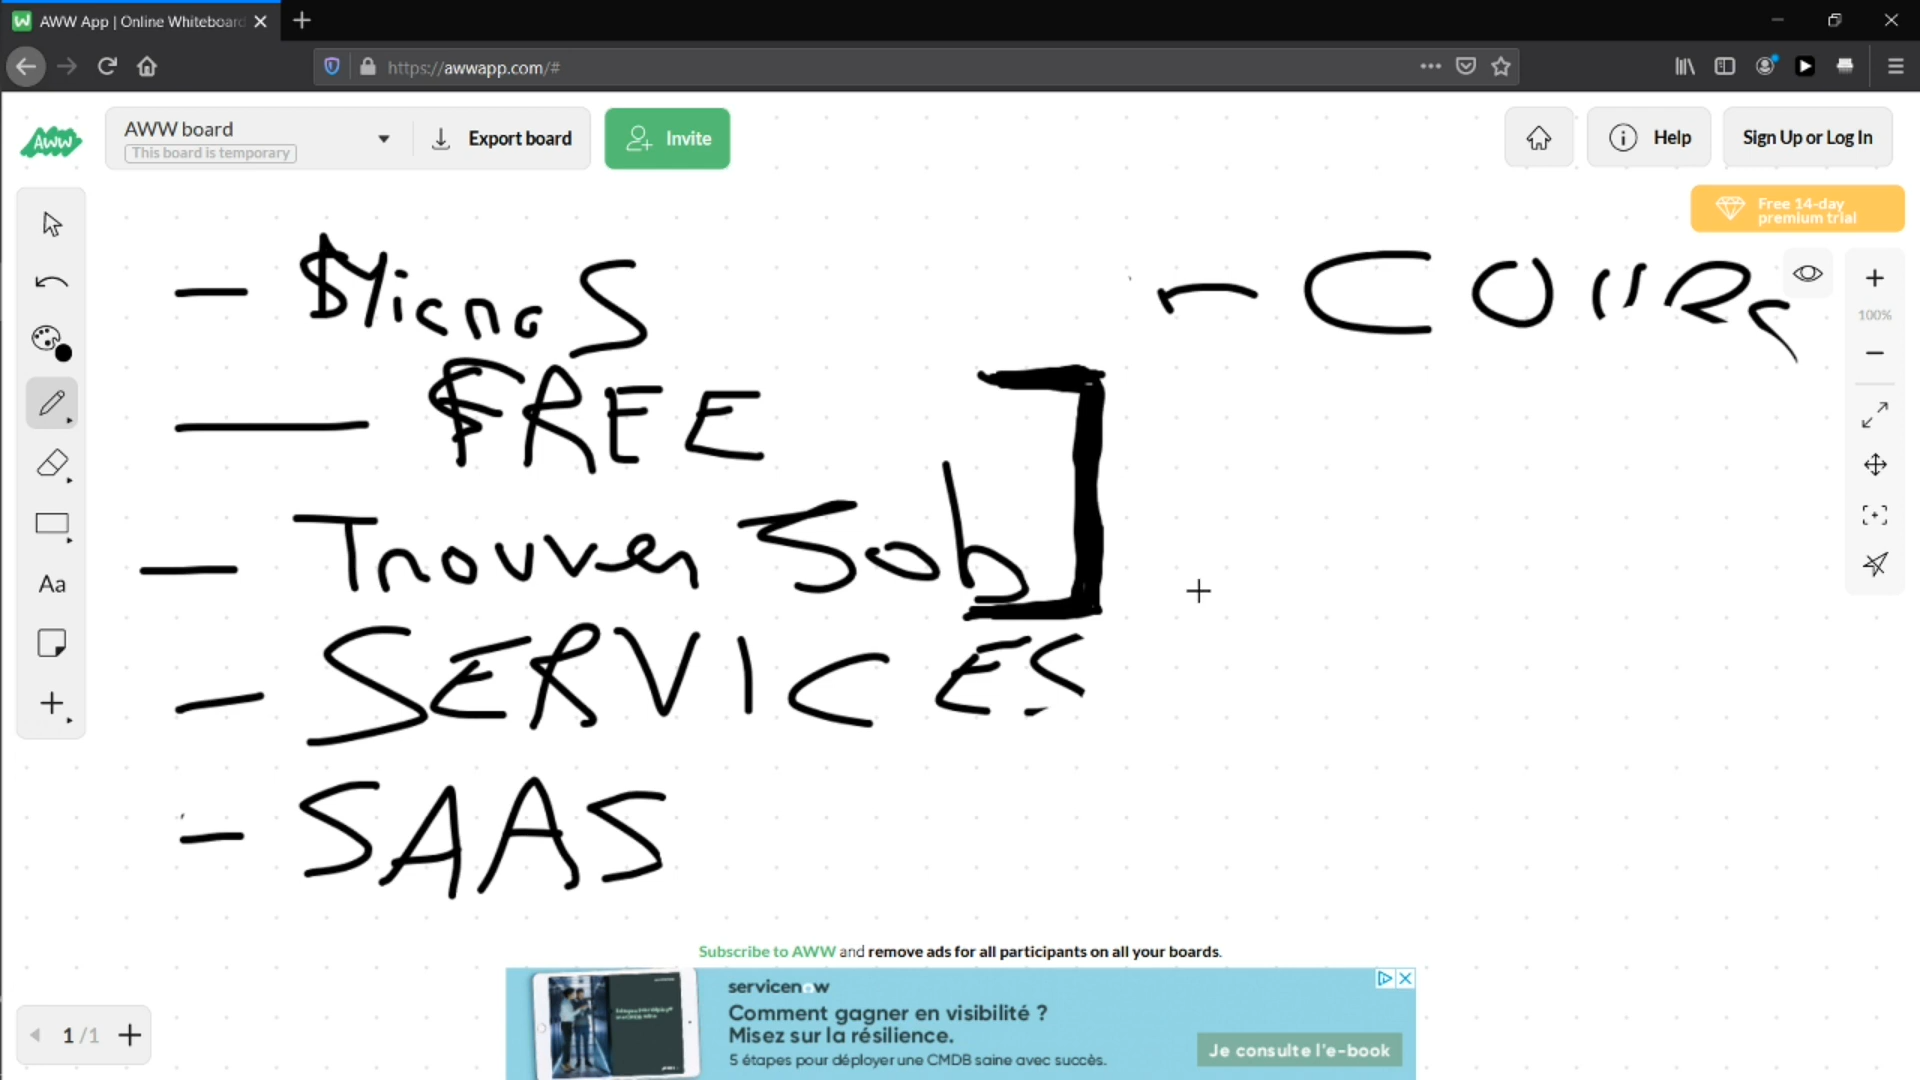 AWW App | Online Whiteboard
https://awwapp.com/#
AWW
AWW board
This board is temporary
Export board
Invite
Help
Sign Up or Log In
Free 14-day
premium trial
100%
Aa
- COURS
- FREE
- Trouver Job
- SERVICES
- SAAS
Subscribe to AWW and remove ads for all participants on all your boards.
servicenow
Comment gagner en visibilité ?
Misez sur la résilience.
5 étapes pour déployer une CMDB saine avec succès.
Je consulte l'e-book
1 / 1